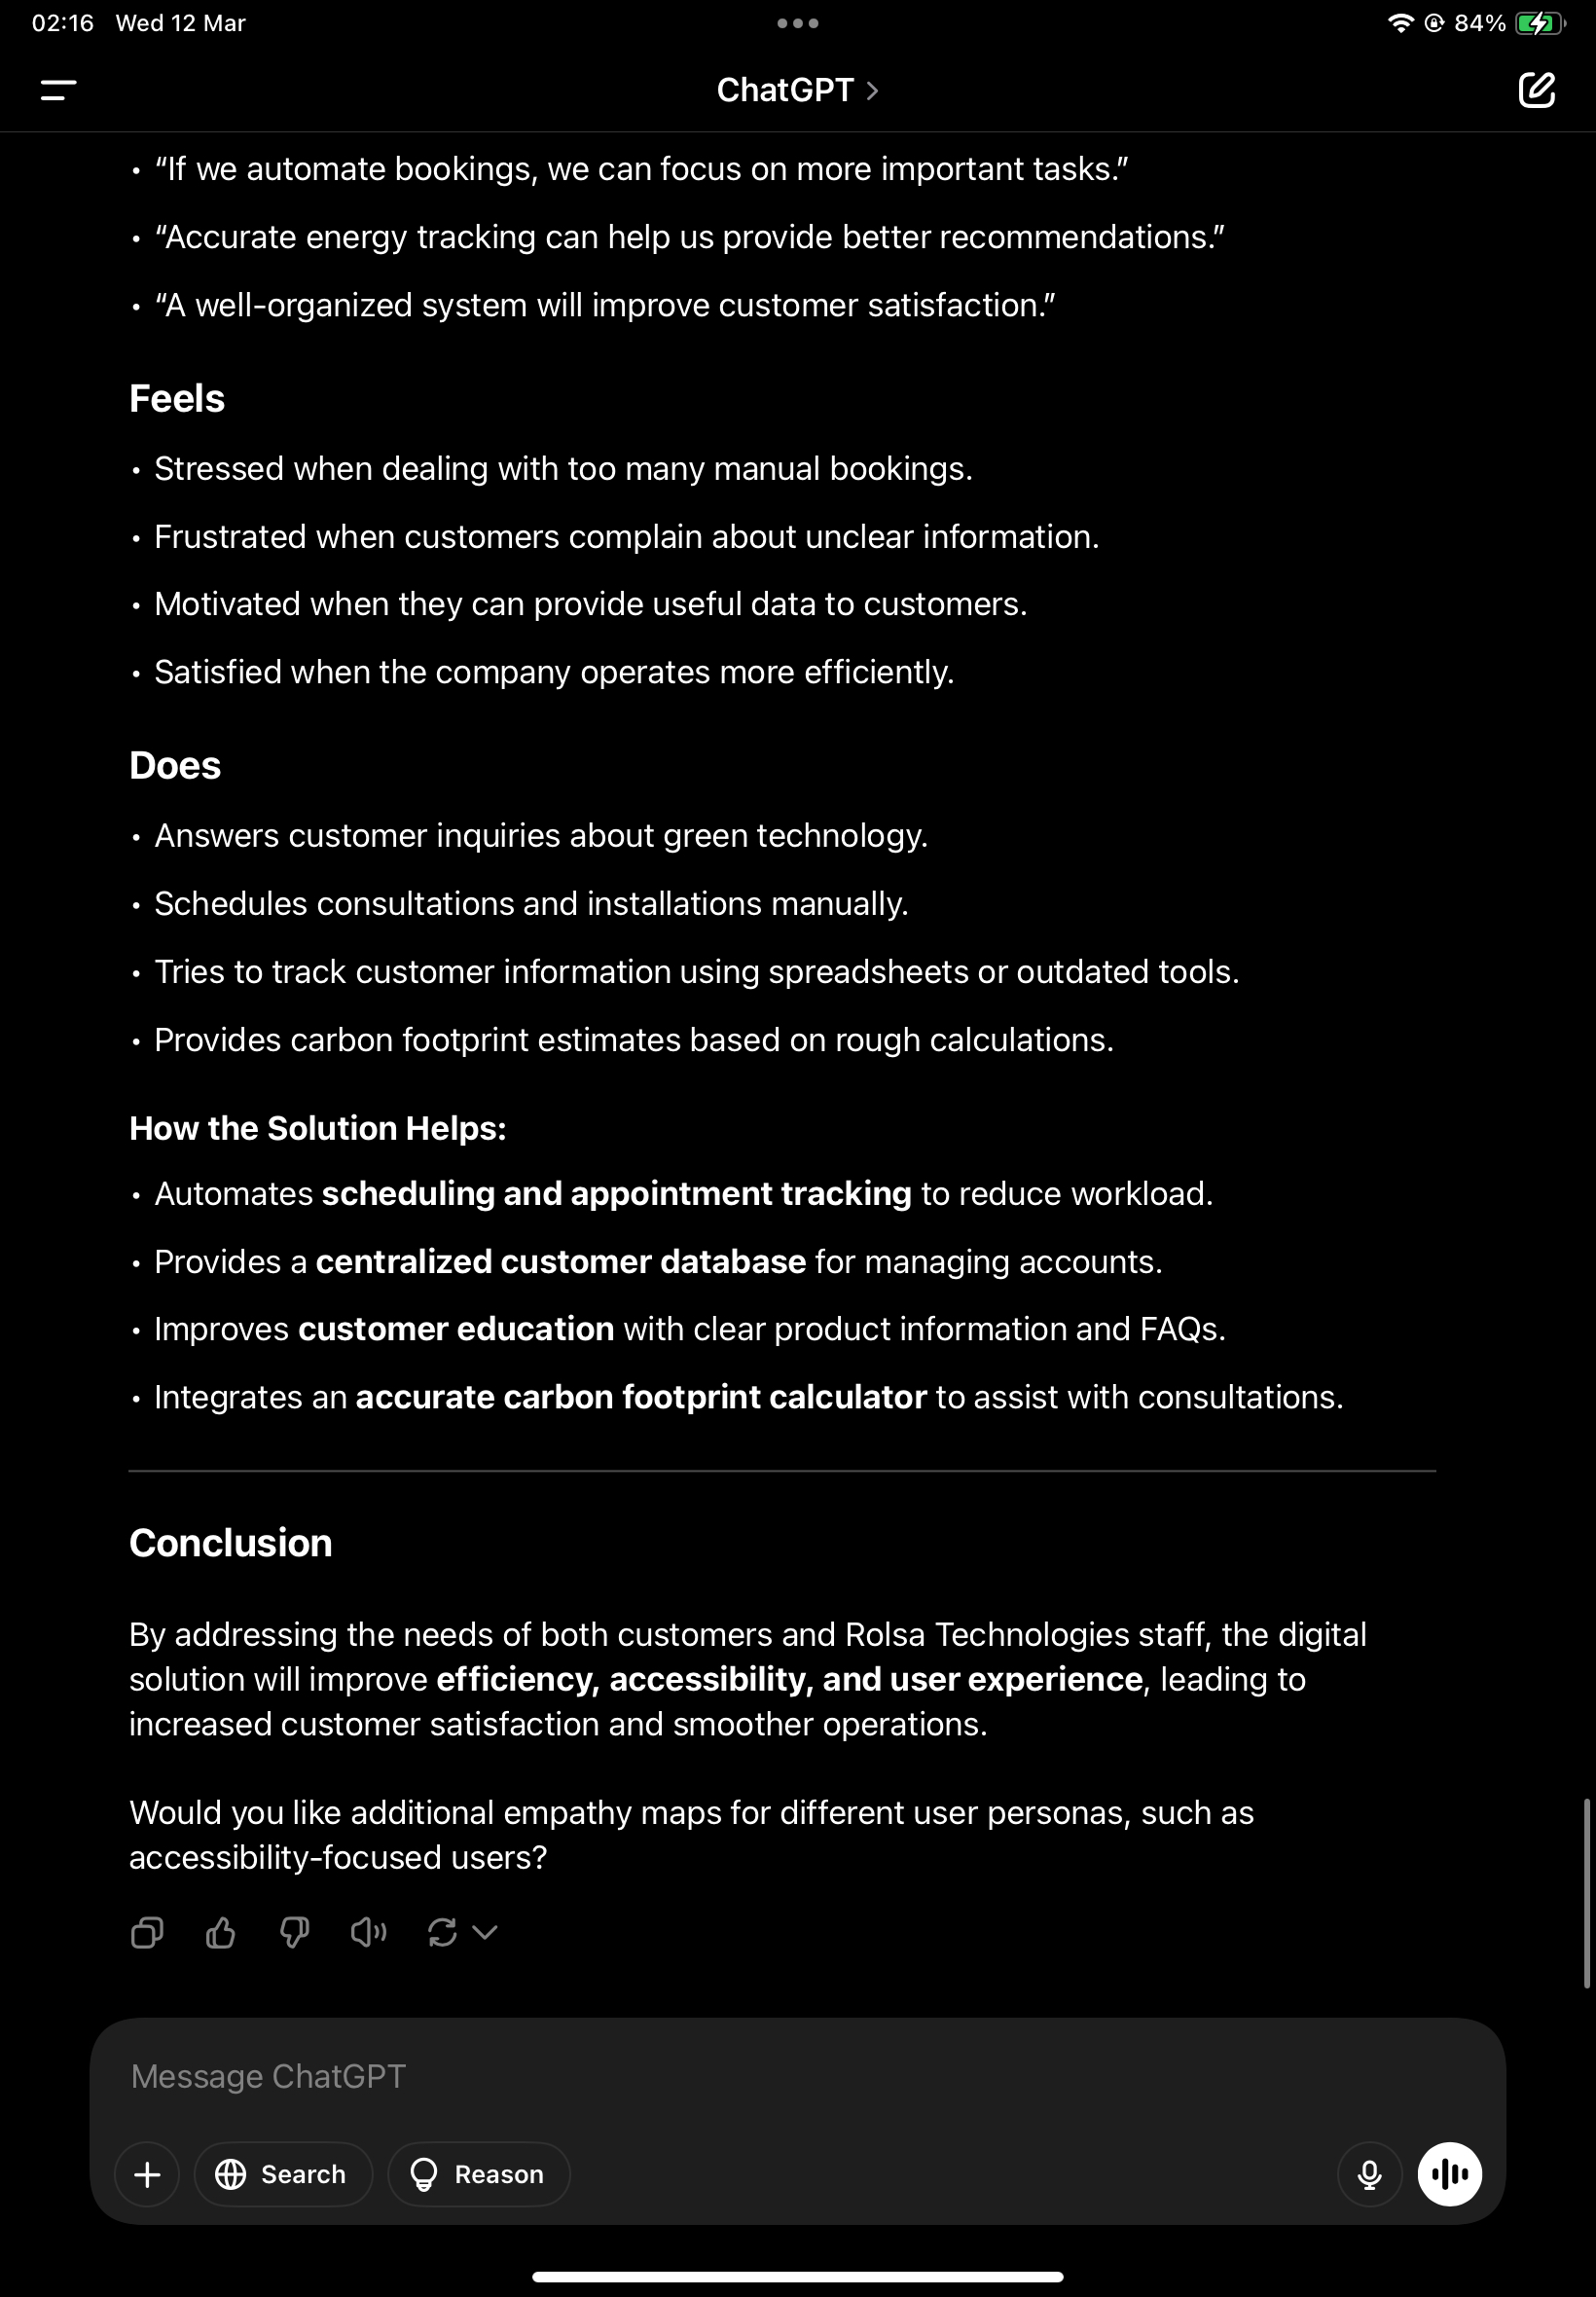 02:16 Wed 12 Mar
84%
ChatGPT
• “If we automate bookings, we can focus on more important tasks.”
• “Accurate energy tracking can help us provide better recommendations.”
• “A well-organized system will improve customer satisfaction.”
Feels
• Stressed when dealing with too many manual bookings.
• Frustrated when customers complain about unclear information.
• Motivated when they can provide useful data to customers.
• Satisfied when the company operates more efficiently.
Does
• Answers customer inquiries about green technology.
• Schedules consultations and installations manually.
• Tries to track customer information using spreadsheets or outdated tools.
• Provides carbon footprint estimates based on rough calculations.
How the Solution Helps:
• Automates scheduling and appointment tracking to reduce workload.
• Provides a centralized customer database for managing accounts.
• Improves customer education with clear product information and FAQs.
• Integrates an accurate carbon footprint calculator to assist with consultations.
Conclusion
By addressing the needs of both customers and Rolsa Technologies staff, the digital
solution will improve efficiency, accessibility, and user experience, leading to
increased customer satisfaction and smoother operations.
Would you like additional empathy maps for different user personas, such as
accessibility-focused users?
Message ChatGPT
Search
Reason